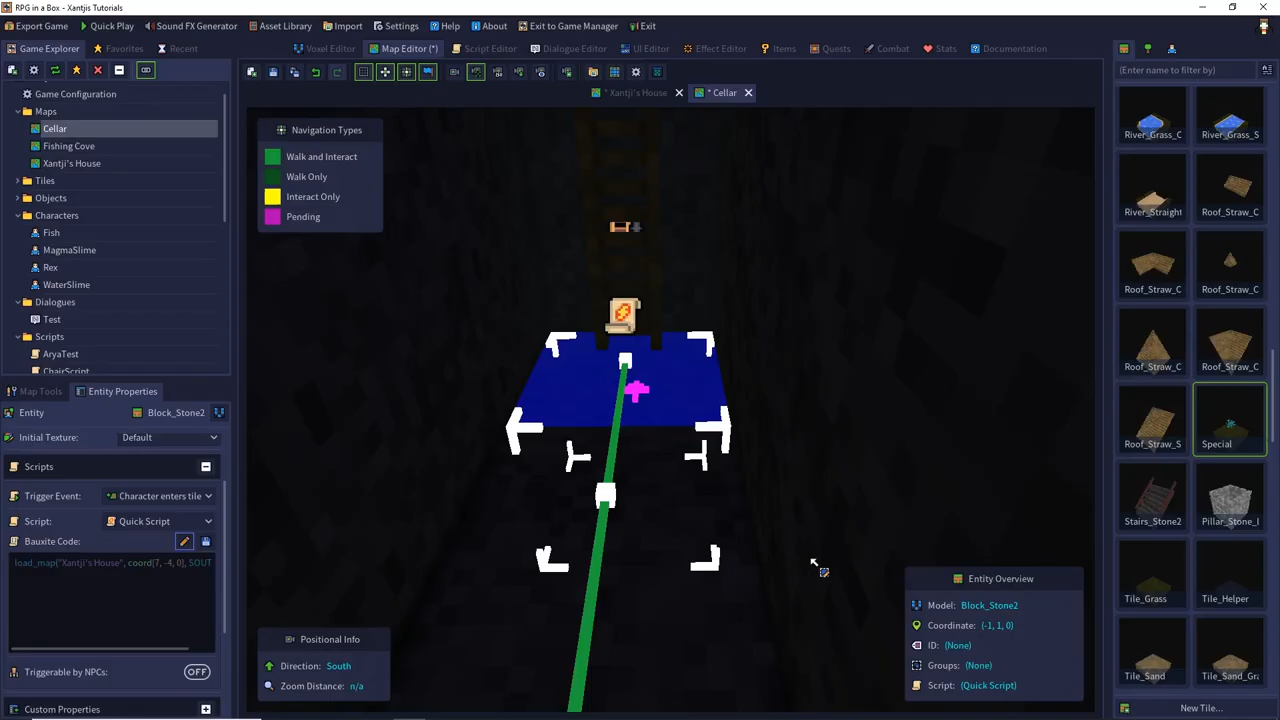 RPG in a Box - Xantjis Tutorials
Export Game Quick Play Sound FX Generator Asset Library Import Settings Help About Exit to Game Manager Exit
Game Explorer Favorites Recent Voxel Editor Map Editor (*) Script Editor Dialogue Editor UI Editor Effect Editor Items Quests Combat Stats Documentation
(Enter name to filter by)
* Xantji's House * Cellar
Game Configuration
Maps
Cellar
Fishing Cove
Xantji's House
Tiles
Objects
Characters
Fish
MagmaSlime
Rex
WaterSlime
Dialogues
Test
Scripts
AryaTest
ChairScript
Navigation Types
Walk and Interact
Walk Only
Interact Only
Pending
River_Grass_C River_Grass_S
River_Straight Roof_Straw_C
Roof_Straw_C Roof_Straw_C
Roof_Straw_C Roof_Straw_C
Roof_Straw_S Special
Stairs_Stone2 Pillar_Stone_I
Tile_Grass Tile_Helper
Tile_Sand Tile_Sand_Gra
New Tile...
Map Tools Entity Properties
Entity Block_Stone2
Initial Texture: Default
Scripts
Trigger Event: Character enters tile
Script: Quick Script
Bauxite Code:
load_map("Xantji's House", coord[7, -4, 0], SOUT
Triggerable by NPCs: OFF
Custom Properties
Positional Info
Direction: South
Zoom Distance: n/a
Entity Overview
Model: Block_Stone2
Coordinate: (-1, 1, 0)
ID: (None)
Groups: (None)
Script: (Quick Script)